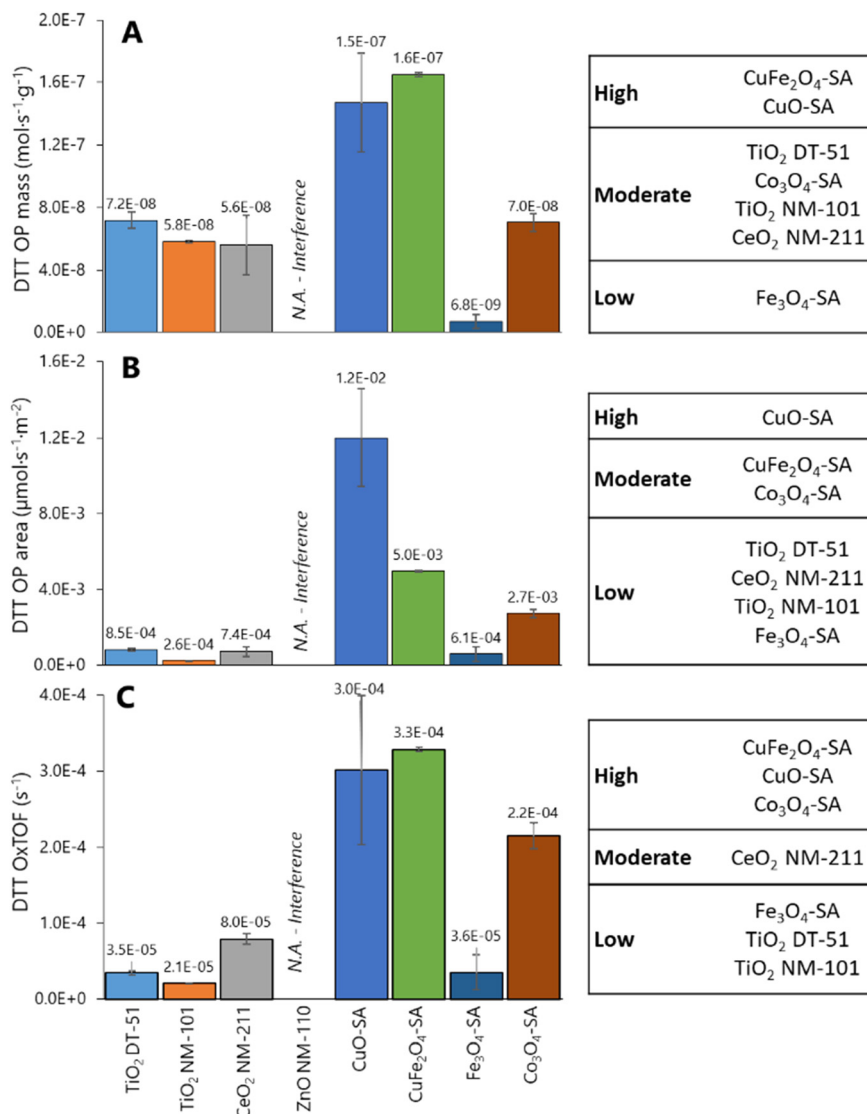 A
DTT OP mass (mol·s⁻¹·g⁻¹)
2.0E-7
1.6E-7
1.2E-7
8.0E-8
4.0E-8
0.0E+0
7.2E-08
5.8E-08
5.6E-08
N.A. - Interference
1.5E-07
1.6E-07
6.8E-09
7.0E-08
High
CuFe₂O₄-SA
CuO-SA
Moderate
TiO₂ DT-51
Co₃O₄-SA
TiO₂ NM-101
CeO₂ NM-211
Low
Fe₃O₄-SA
B
DTT OP area (µmol·s⁻¹·m⁻²)
1.6E-2
1.2E-2
8.0E-3
4.0E-3
0.0E+0
8.5E-04
2.6E-04
7.4E-04
N.A. - Interference
1.2E-02
5.0E-03
6.1E-04
2.7E-03
High
CuO-SA
Moderate
CuFe₂O₄-SA
Co₃O₄-SA
Low
TiO₂ DT-51
CeO₂ NM-211
TiO₂ NM-101
Fe₃O₄-SA
C
DTT OxTOF (s⁻¹)
4.0E-4
3.0E-4
2.0E-4
1.0E-4
0.0E+0
3.5E-05
2.1E-05
8.0E-05
N.A. - Interference
3.0E-04
3.3E-04
3.6E-05
2.2E-04
High
CuFe₂O₄-SA
CuO-SA
Co₃O₄-SA
Moderate
CeO₂ NM-211
Low
Fe₃O₄-SA
TiO₂ DT-51
TiO₂ NM-101
TiO₂ DT-51
TiO₂ NM-101
CeO₂ NM-211
ZnO NM-110
CuO-SA
CuFe₂O₄-SA
Fe₃O₄-SA
Co₃O₄-SA